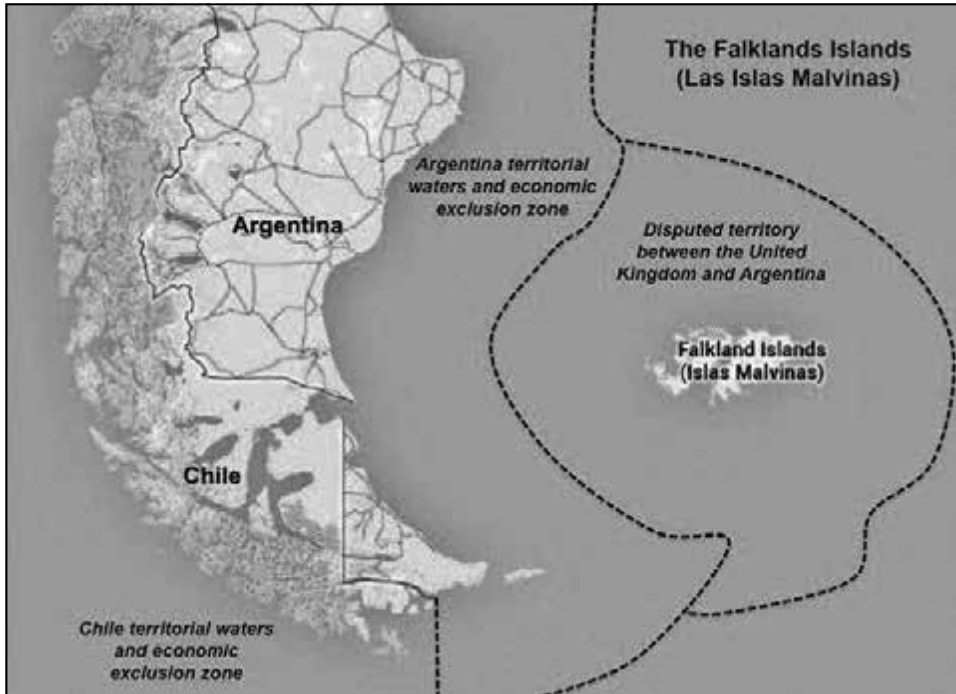 The Falklands Islands
(Las Islas Malvinas)
Argentina territorial
waters and economic
exclusion zone
Argentina
Disputed territory
between the United
Kingdom and Argentina
Falkland Islands
(Islas Malvinas)
Chile
Chile territorial waters
and economic
exclusion zone